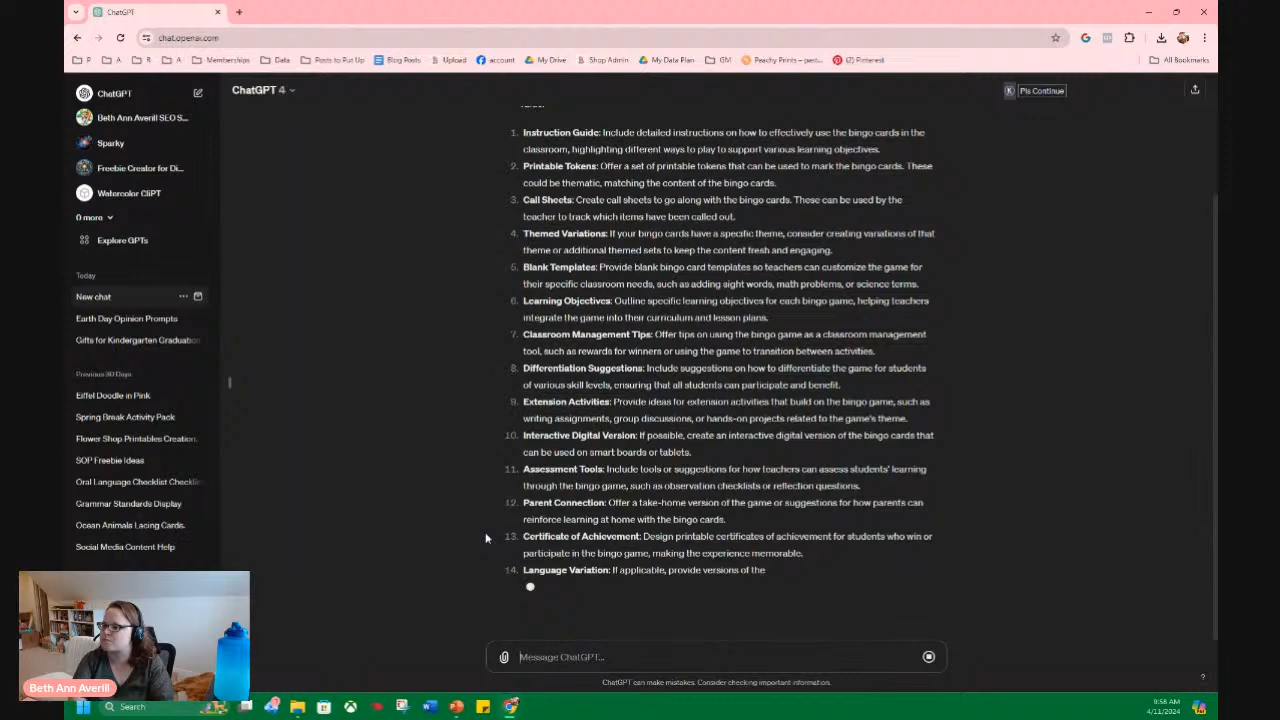 ChatGPT
chat.openai.com
P
A
R
A
Memberships
Data
Posts to Put Up
Blog Posts
Upload
account
My Drive
Shop Admin
My Data Plan
GM
Peachy Prints – past...
(2) Pinterest
All Bookmarks
ChatGPT
ChatGPT 4
K Pls Continue
Beth Ann Averill SEO S...
Sparky
Freebie Creator for Di...
Watercolor CliPT
0 more
Explore GPTs
Today
New chat
Earth Day Opinion Prompts
Gifts for Kindergarten Graduation
Previous 30 Days
Eiffel Doodle in Pink
Spring Break Activity Pack
Flower Shop Printables Creation.
SOP Freebie Ideas
Oral Language Checklist Checklis
Grammar Standards Display
Ocean Animals Lacing Cards.
Social Media Content Help
1. Instruction Guide: Include detailed instructions on how to effectively use the bingo cards in the
classroom, highlighting different ways to play to support various learning objectives.
2. Printable Tokens: Offer a set of printable tokens that can be used to mark the bingo cards. These
could be thematic, matching the content of the bingo cards.
3. Call Sheets: Create call sheets to go along with the bingo cards. These can be used by the
teacher to track which items have been called out.
4. Themed Variations: If your bingo cards have a specific theme, consider creating variations of that
theme or additional themed sets to keep the content fresh and engaging.
5. Blank Templates: Provide blank bingo card templates so teachers can customize the game for
their specific classroom needs, such as adding sight words, math problems, or science terms.
6. Learning Objectives: Outline specific learning objectives for each bingo game, helping teachers
integrate the game into their curriculum and lesson plans.
7. Classroom Management Tips: Offer tips on using the bingo game as a classroom management
tool, such as rewards for winners or using the game to transition between activities.
8. Differentiation Suggestions: Include suggestions on how to differentiate the game for students
of various skill levels, ensuring that all students can participate and benefit.
9. Extension Activities: Provide ideas for extension activities that build on the bingo game, such as
writing assignments, group discussions, or hands-on projects related to the game's theme.
10. Interactive Digital Version: If possible, create an interactive digital version of the bingo cards that
can be used on smart boards or tablets.
11. Assessment Tools: Include tools or suggestions for how teachers can assess students' learning
through the bingo game, such as observation checklists or reflection questions.
12. Parent Connection: Offer a take-home version of the game or suggestions for how parents can
reinforce learning at home with the bingo cards.
13. Certificate of Achievement: Design printable certificates of achievement for students who win or
participate in the bingo game, making the experience memorable.
14. Language Variation: If applicable, provide versions of the
Message ChatGPT...
ChatGPT can make mistakes. Consider checking important information.
?
Beth Ann Averill
Search
9:58 AM
4/11/2024